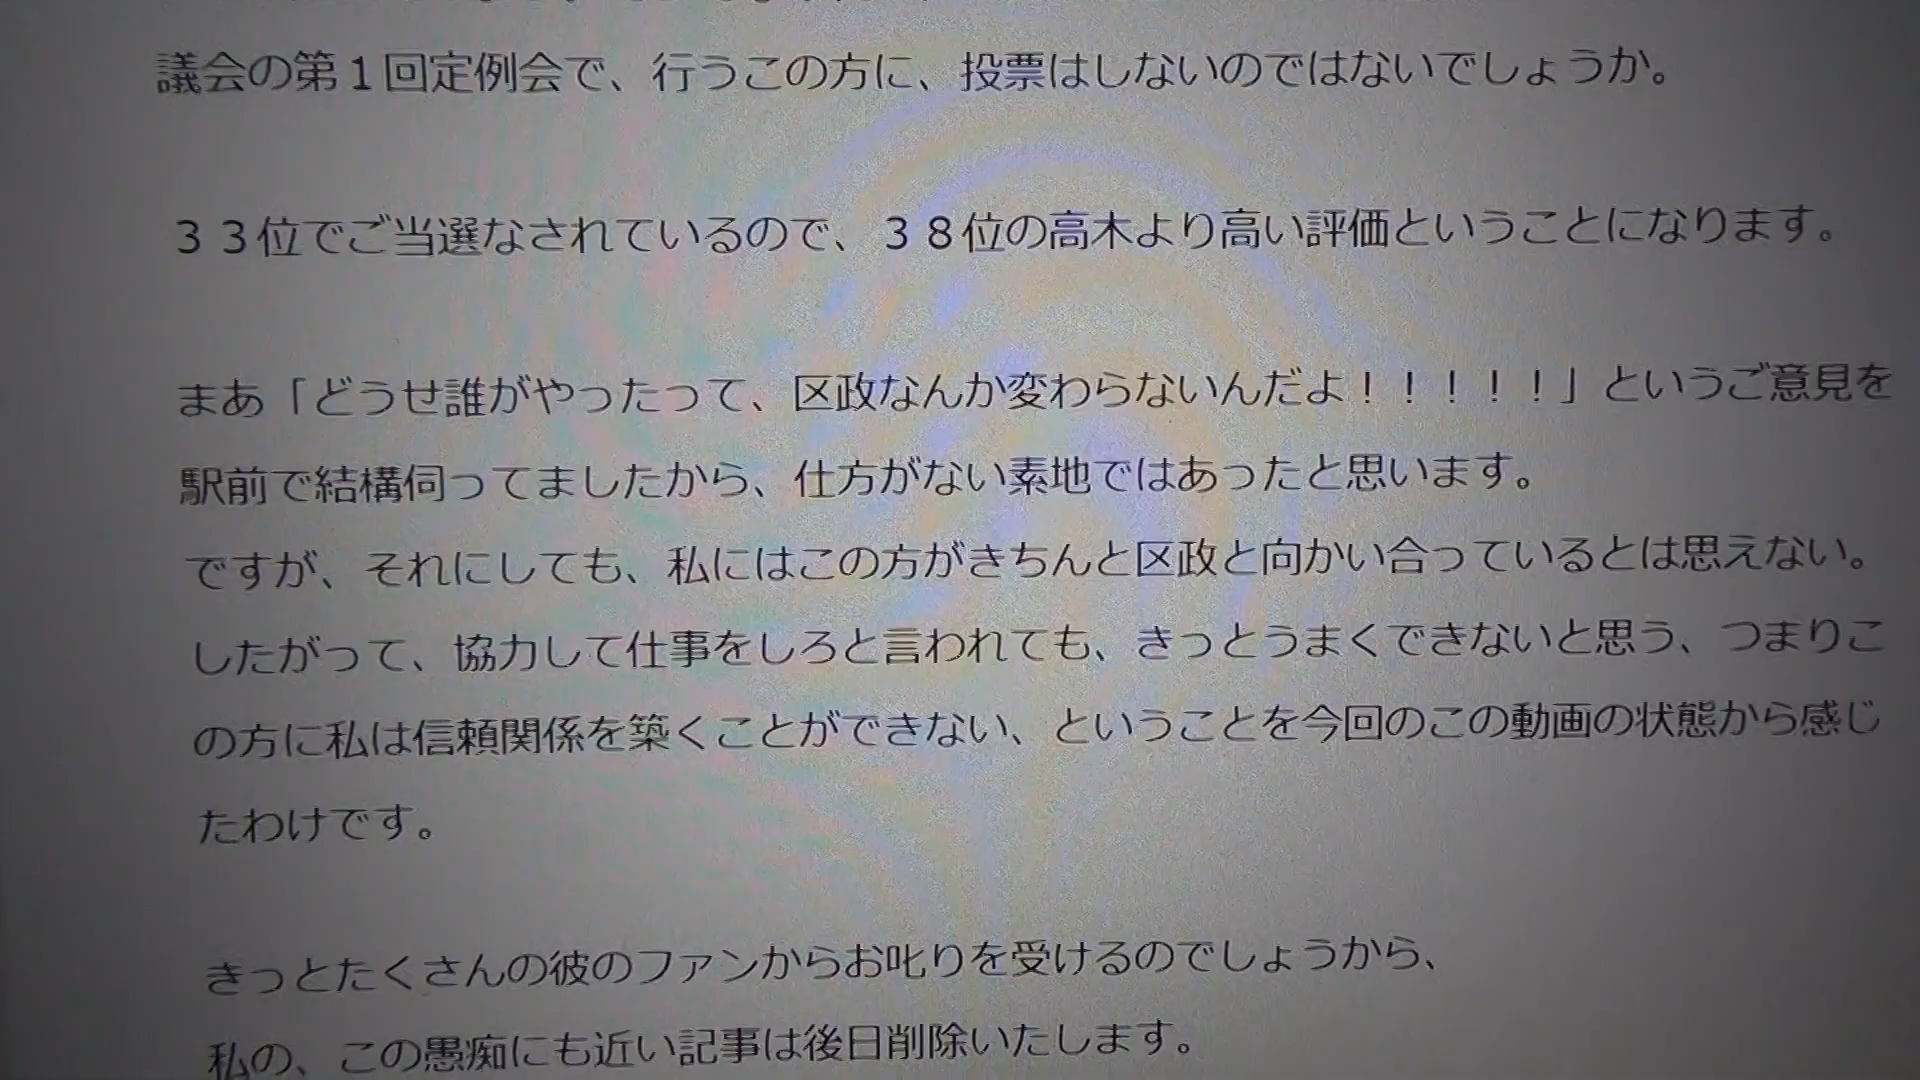 議会の第１回定例会で、行うこの方に、投票はしないのではないでしょうか。
３３位でご当選なされているので、３８位の高木より高い評価ということになります。
まあ「どうせ誰がやったって、区政なんか変わらないんだよ！！！！！」というご意見を
駅前で結構伺ってましたから、仕方がない素地ではあったと思います。
ですが、それにしても、私にはこの方がきちんと区政と向かい合っているとは思えない。
したがって、協力して仕事をしろと言われても、きっとうまくできないと思う、つまりこ
の方に私は信頼関係を築くことができない、ということを今回のこの動画の状態から感じ
たわけです。
きっとたくさんの彼のファンからお叱りを受けるのでしょうから、
私の、この愚痴にも近い記事は後日削除いたします。